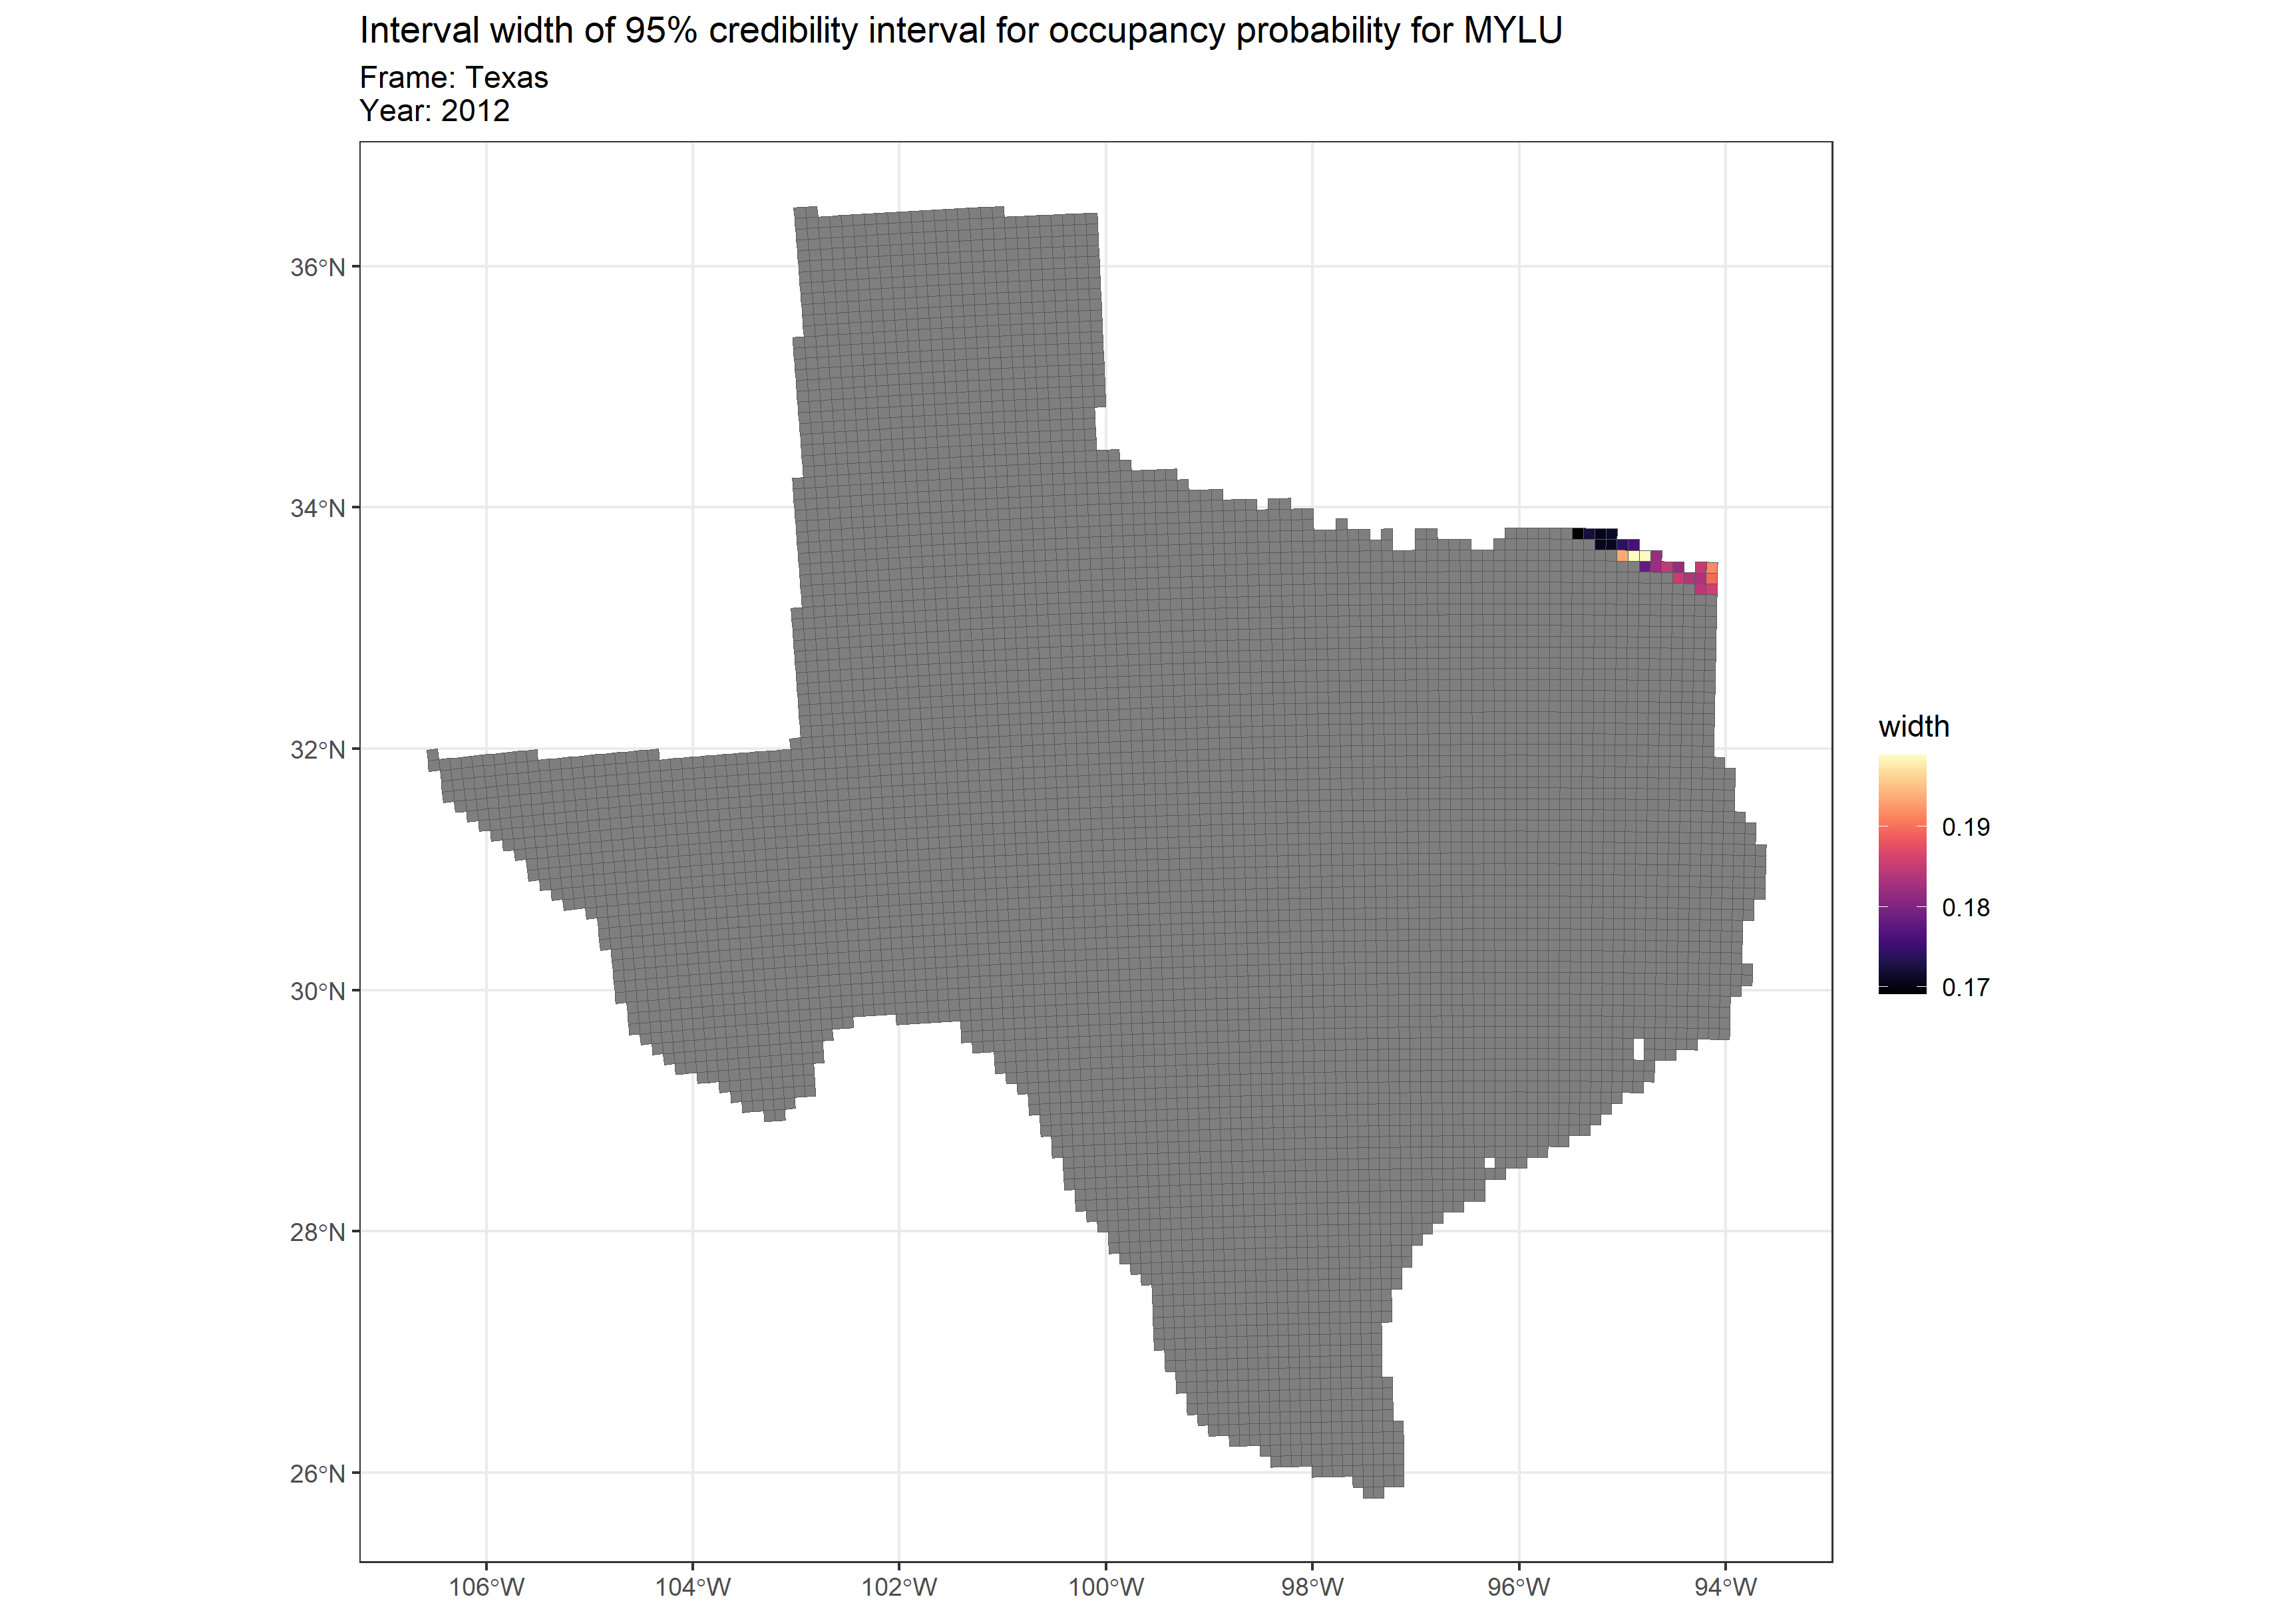 Interval width of 95% credibility interval for occupancy probability for MYLU
Frame: Texas
Year: 2012
36°N
34°N
32°N
30°N
28°N
26°N
106°W
104°W
102°W
100°W
98°W
96°W
94°W
width
0.19
0.18
0.17